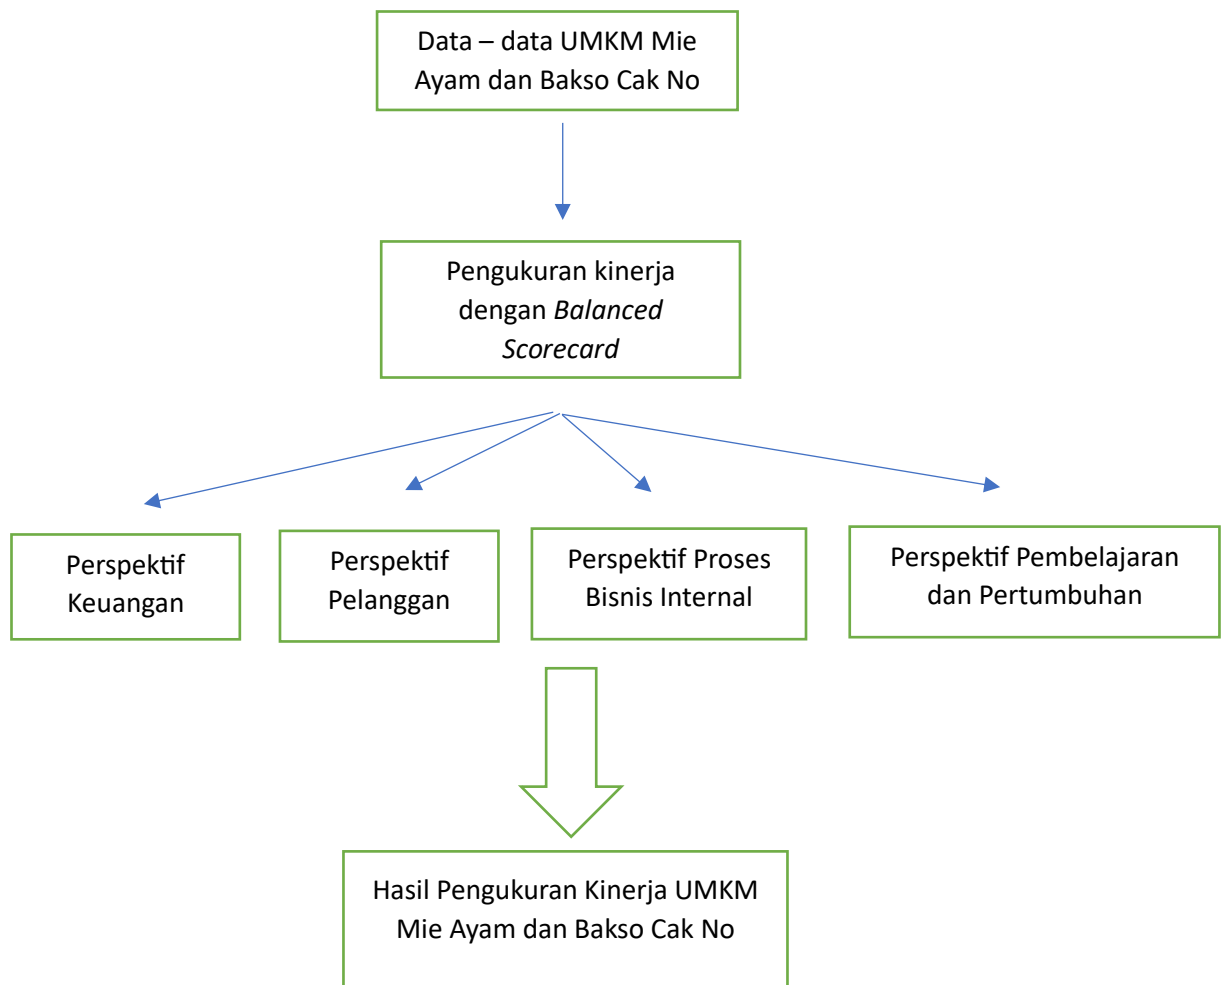 Data – data UMKM Mie
Ayam dan Bakso Cak No
Pengukuran kinerja
dengan Balanced
Scorecard
Perspektif
Keuangan
Perspektif
Pelanggan
Perspektif Proses
Bisnis Internal
Perspektif Pembelajaran
dan Pertumbuhan
Hasil Pengukuran Kinerja UMKM
Mie Ayam dan Bakso Cak No